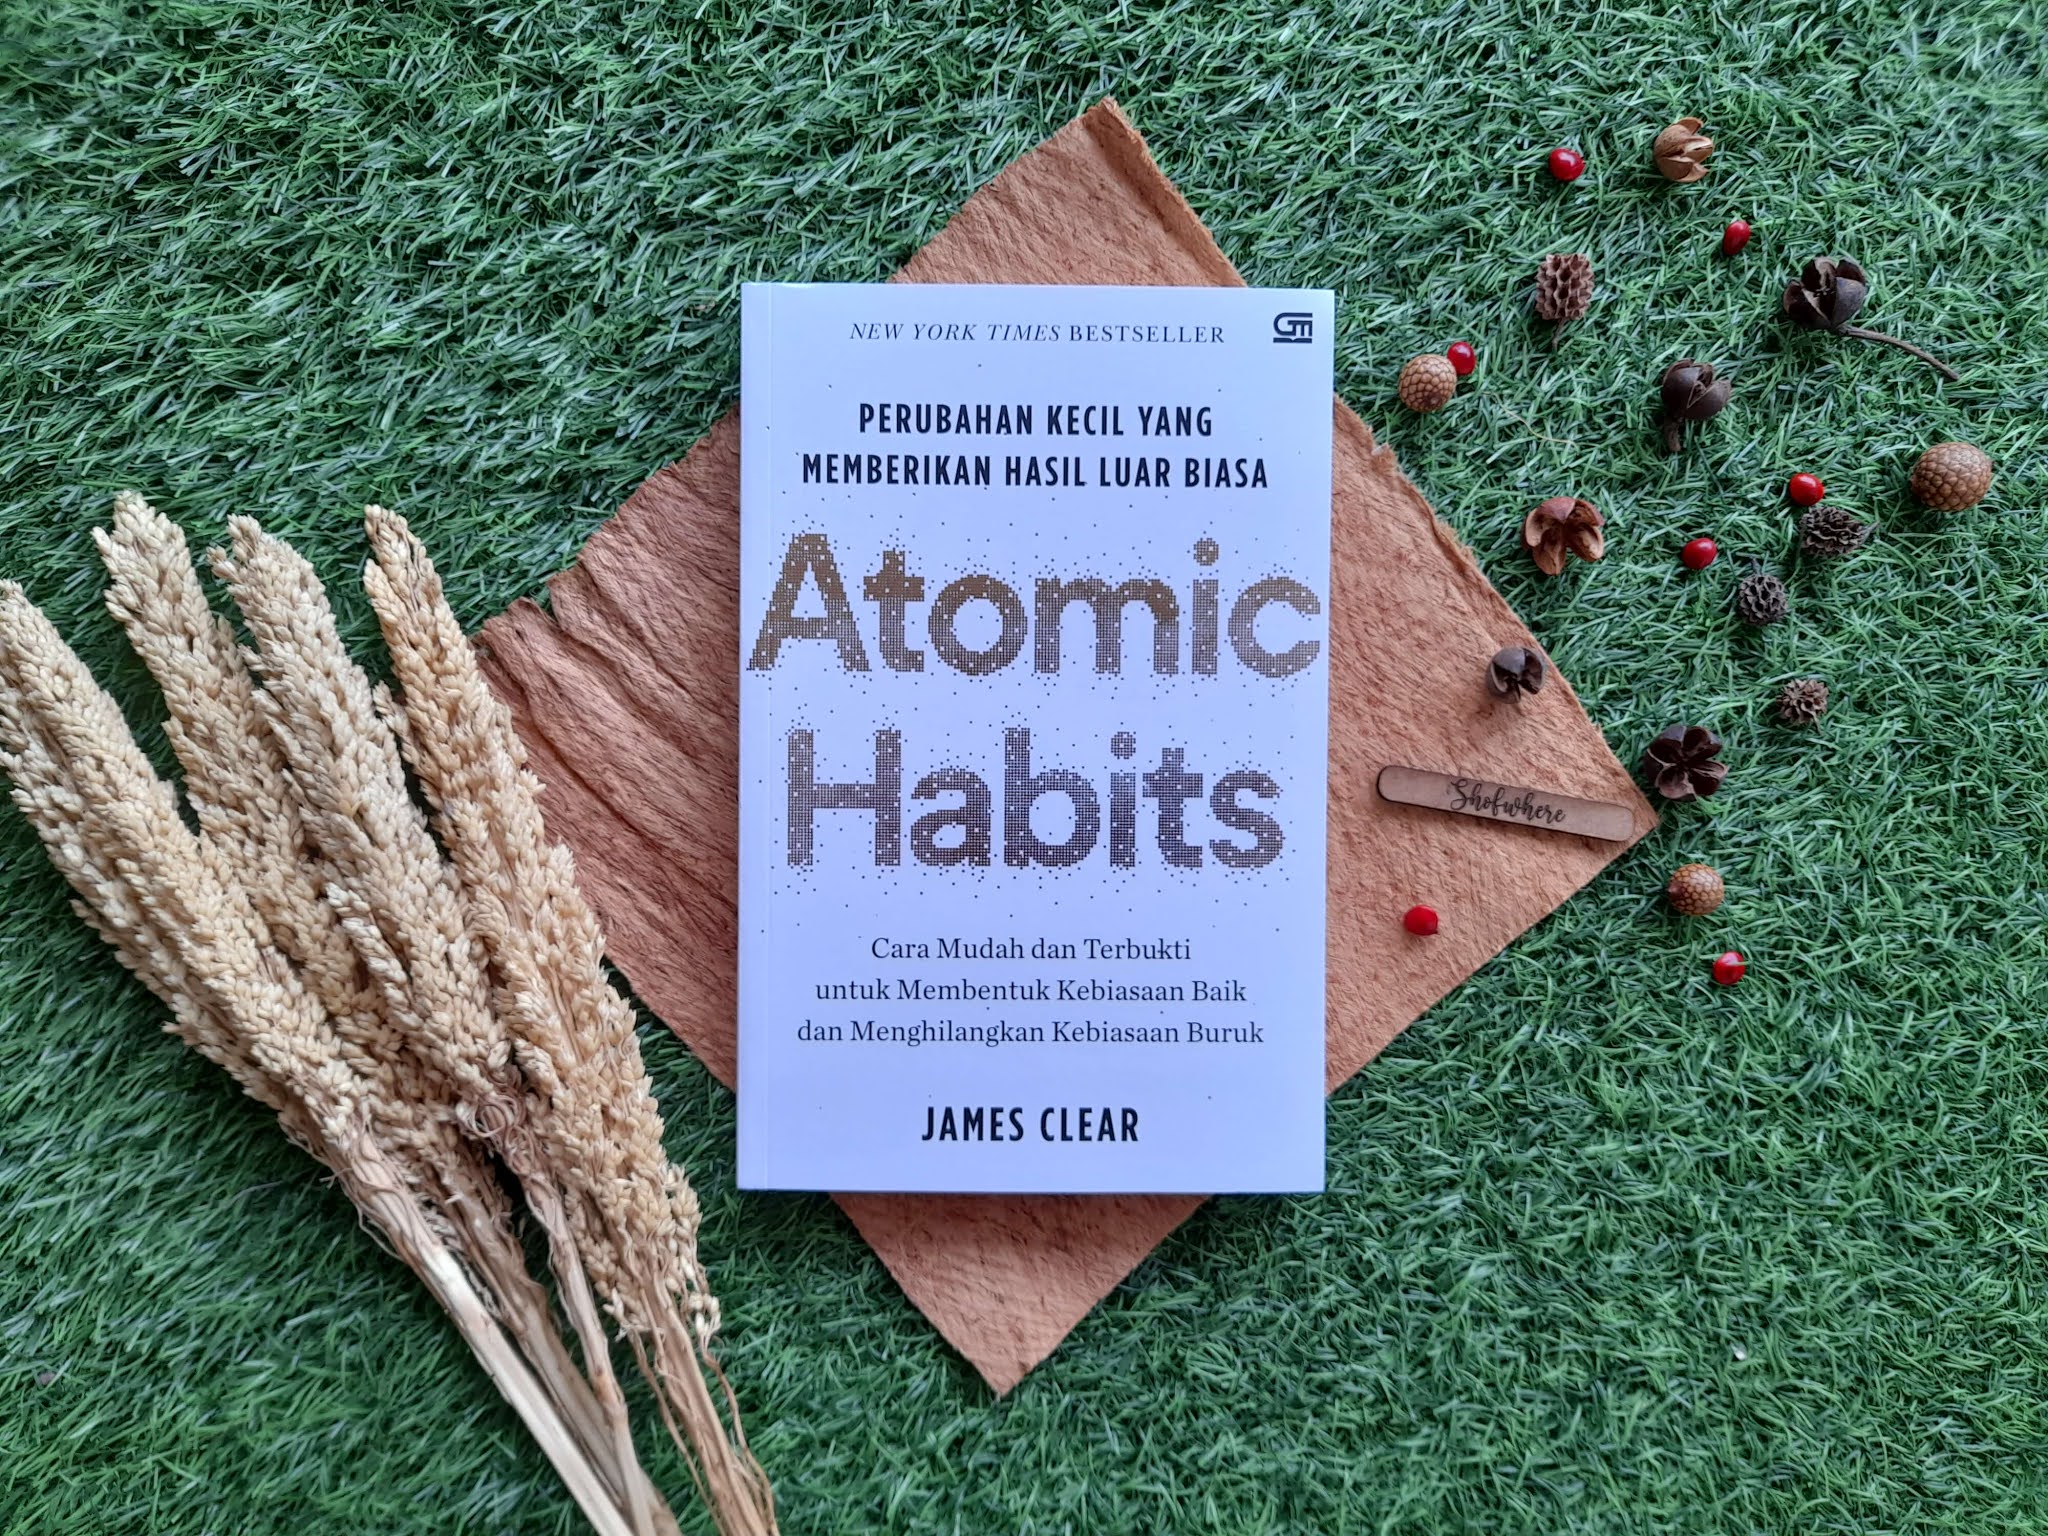 NEW YORK TIMES BESTSELLER
GM
PERUBAHAN KECIL YANG
MEMBERIKAN HASIL LUAR BIASA
Atomic
Habits
Cara Mudah dan Terbukti
untuk Membentuk Kebiasaan Baik
dan Menghilangkan Kebiasaan Buruk
JAMES CLEAR
Shofwhere